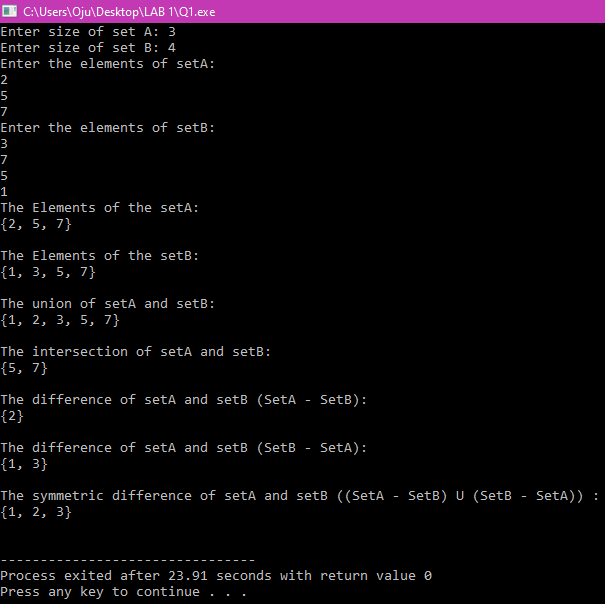 C:\Users\Oju\Desktop\LAB 1\Q1.exe
Enter size of set A: 3
Enter size of set B: 4
Enter the elements of setA:
2
5
7
Enter the elements of setB:
3
7
5
1
The Elements of the setA:
{2, 5, 7}
The Elements of the setB:
{1, 3, 5, 7}
The union of setA and setB:
{1, 2, 3, 5, 7}
The intersection of setA and setB:
{5, 7}
The difference of setA and setB (SetA - SetB):
{2}
The difference of setA and setB (SetB - SetA):
{1, 3}
The symmetric difference of setA and setB ((SetA - SetB) U (SetB - SetA)) :
{1, 2, 3}
--------------------------------
Process exited after 23.91 seconds with return value 0
Press any key to continue . . .